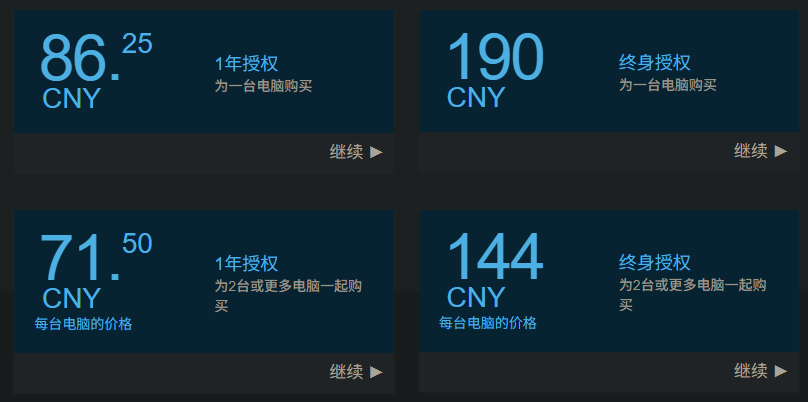 86.25
CNY
1年授权
为一台电脑购买
继续 ▶
190
CNY
终身授权
为一台电脑购买
继续 ▶
71.50
CNY
每台电脑的价格
1年授权
为2台或更多电脑一起购
买
继续 ▶
144
CNY
每台电脑的价格
终身授权
为2台或更多电脑一起购
买
继续 ▶